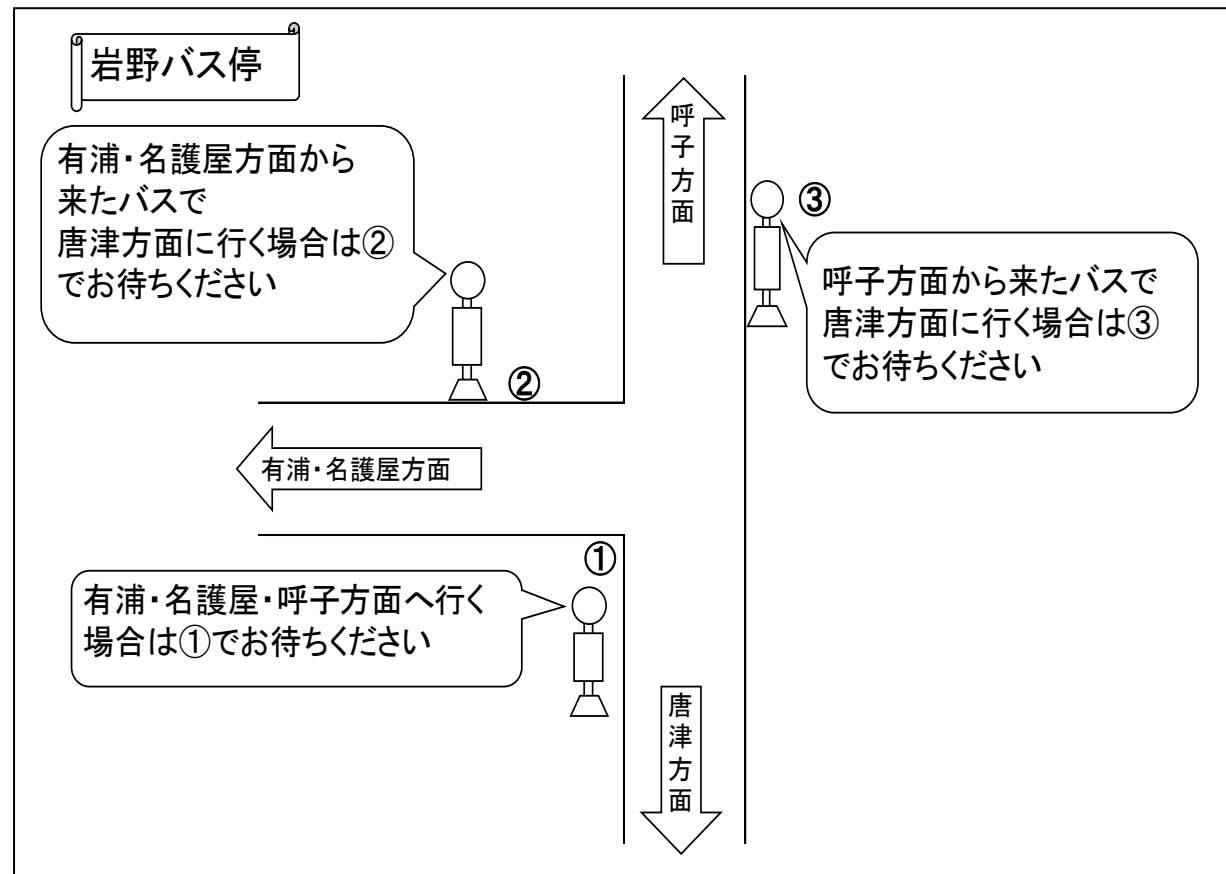 岩野バス停
有浦・名護屋方面から
来たバスで
唐津方面に行く場合は②
でお待ちください
②
呼子方面
③
呼子方面から来たバスで
唐津方面に行く場合は③
でお待ちください
有浦・名護屋方面
①
有浦・名護屋・呼子方面へ行く
場合は①でお待ちください
唐津方面